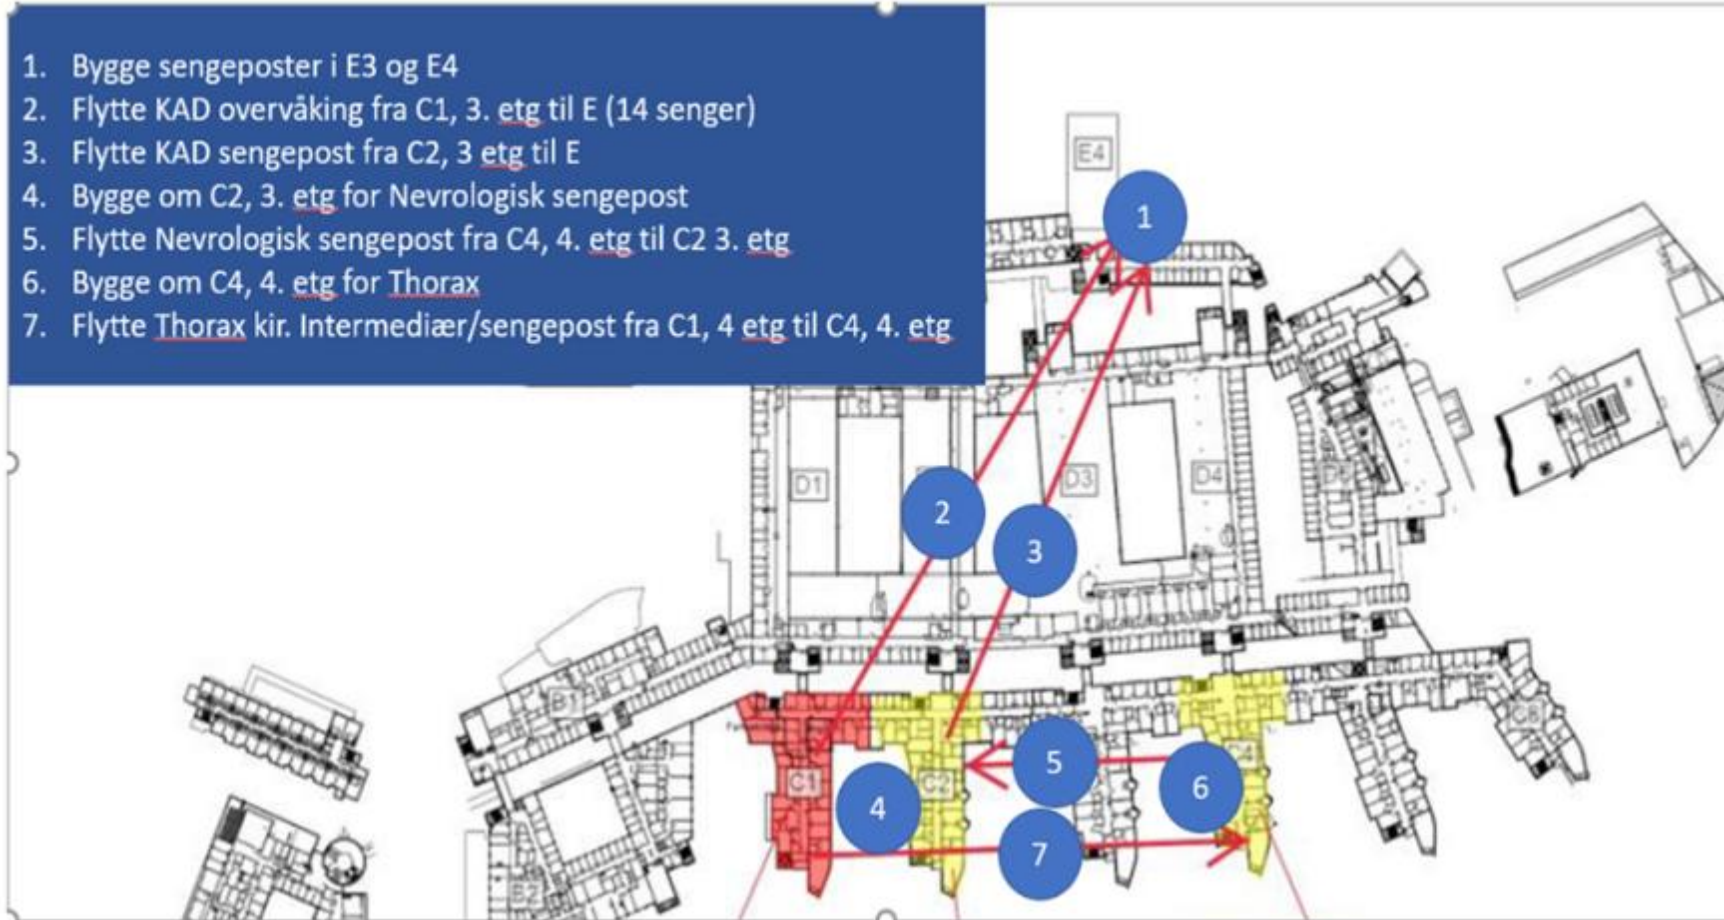 1. Bygge sengeposter i E3 og E4
2. Flytte KAD overvåking fra C1, 3. etg til E (14 senger)
3. Flytte KAD sengepost fra C2, 3 etg til E
4. Bygge om C2, 3. etg for Nevrologisk sengepost
5. Flytte Nevrologisk sengepost fra C4, 4. etg til C2 3. etg
6. Bygge om C4, 4. etg for Thorax
7. Flytte Thorax kir. Intermediær/sengepost fra C1, 4 etg til C4, 4. etg
E4
1
D1
D3
D4
2
3
B1
C1
C2
C4
4
5
6
7
E2